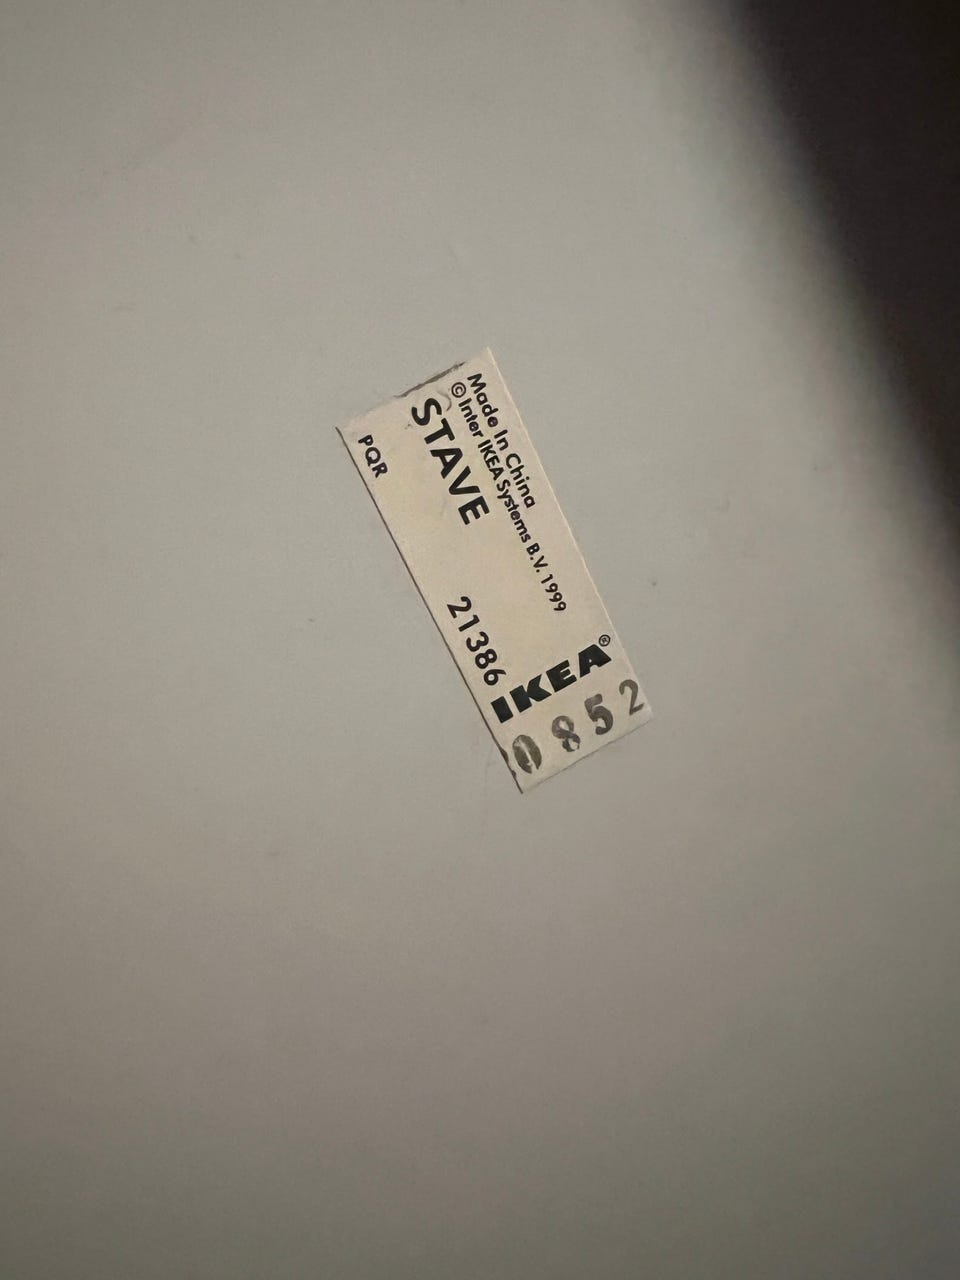 Made In China
© Inter IKEA Systems B.V. 1999
STAVE 21386
PQR
IKEA®
0852